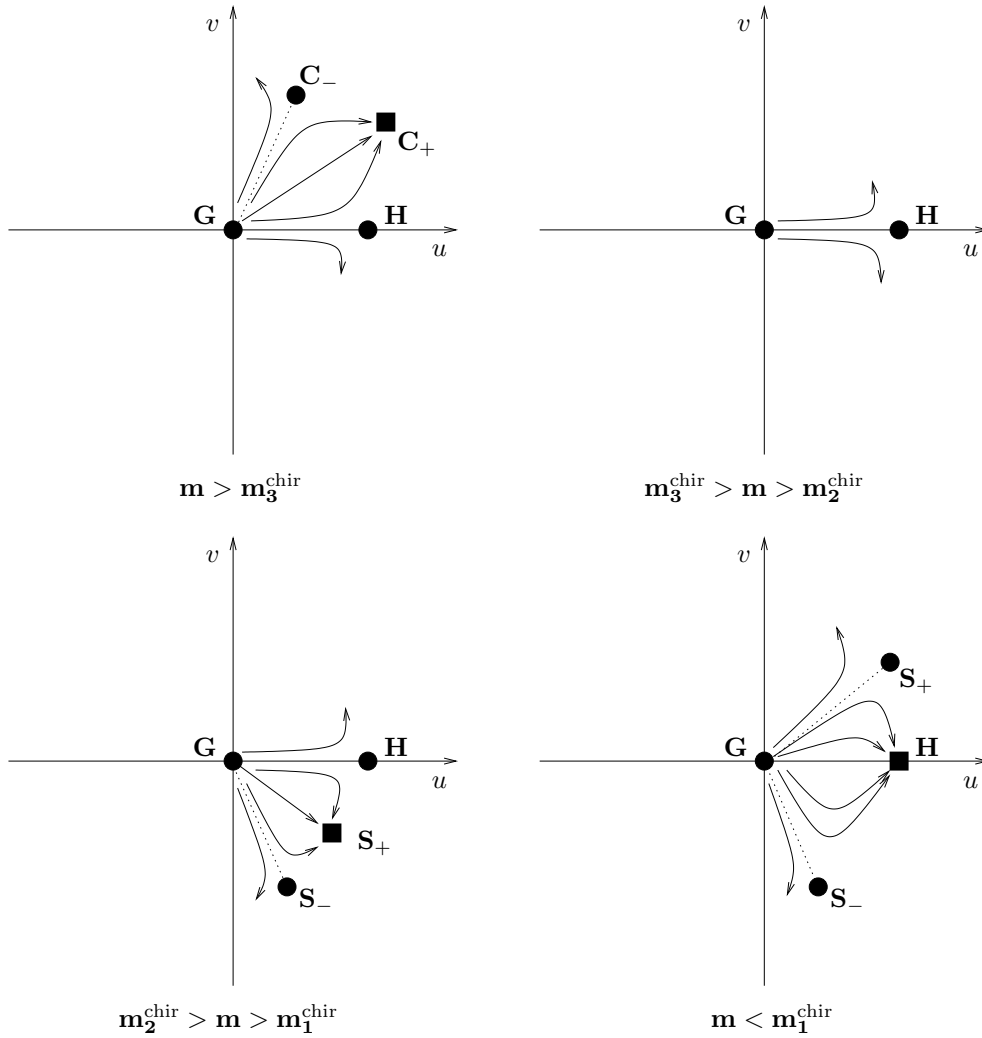 v
C₋
C₊
G
H
u
m > m₃^chir
v
G
H
u
m₃^chir > m > m₂^chir
v
G
H
u
S₊
S₋
m₂^chir > m > m₁^chir
v
S₊
G
H
u
S₋
m < m₁^chir